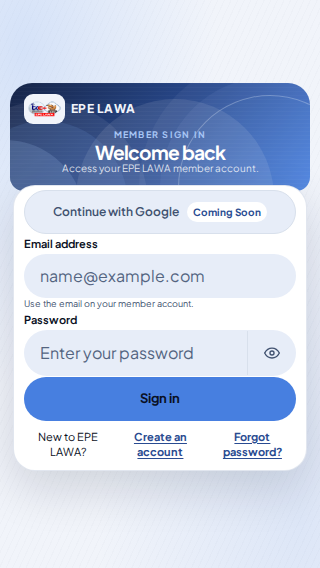 EPE LAWA
MEMBER SIGN IN
Welcome back
Access your EPE LAWA member account.
Continue with Google
Coming Soon
Email address
name@example.com
Use the email on your member account.
Password
Enter your password
Sign in
New to EPE
LAWA?
Create an
account
Forgot
password?